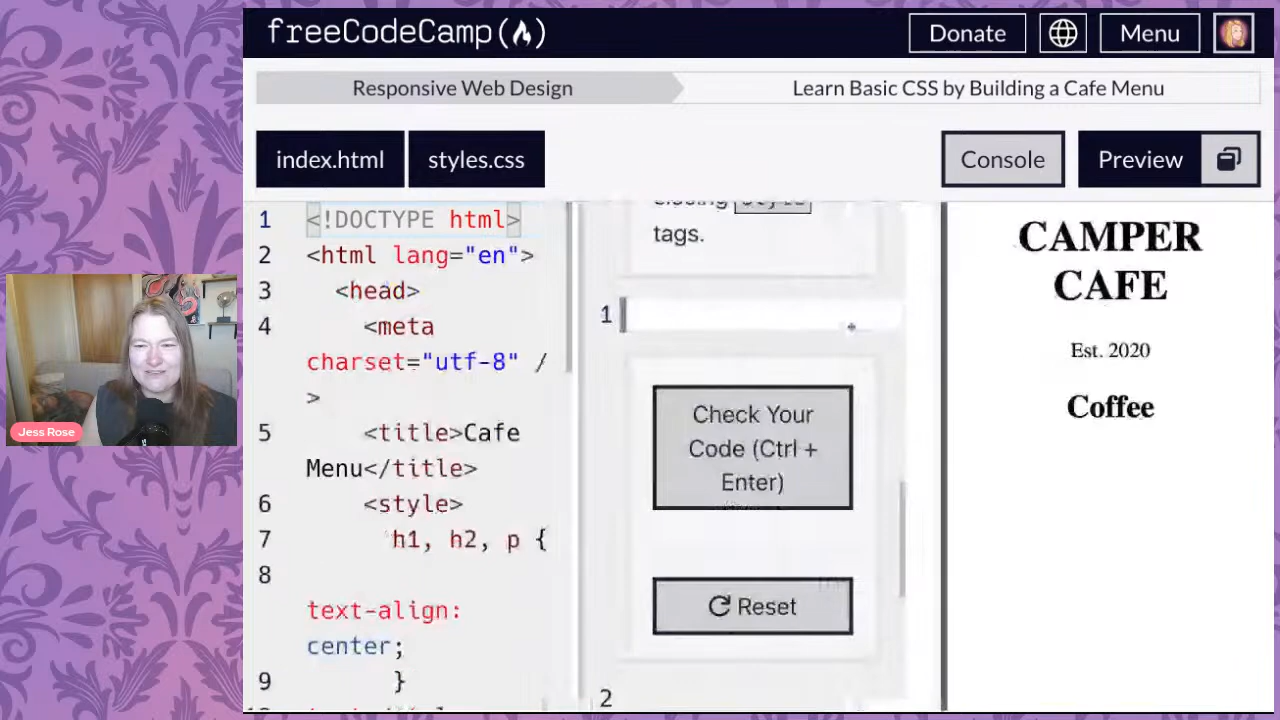 freeCodeCamp
Donate
Menu
Responsive Web Design
Learn Basic CSS by Building a Cafe Menu
index.html
styles.css
Console
Preview
1 <!DOCTYPE html>
2 <html lang="en">
3 <head>
4 <meta
charset="utf-8" /
>
5 <title>Cafe
Menu</title>
6 <style>
7 h1, h2, p {
8
text-align:
center;
9 }
style
tags.
1
Check Your
Code (Ctrl +
Enter)
Reset
2
CAMPER
CAFE
Est. 2020
Coffee
Jess Rose